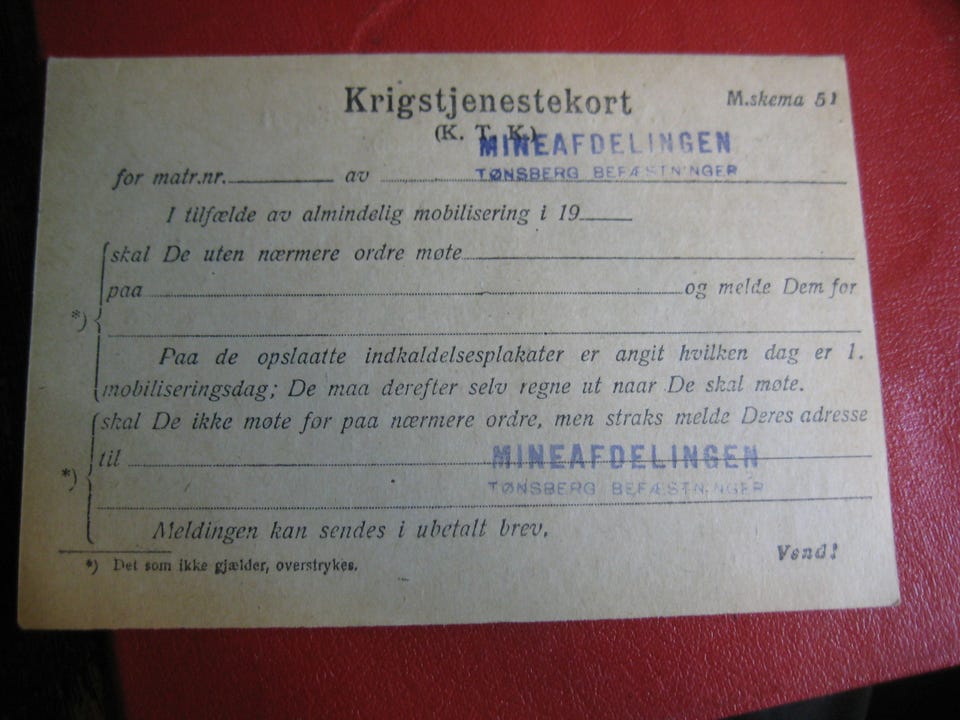 Krigstjenestekort
M.skema 51
(K. T. K.)
MINEAFDELINGEN
TØNSBERG BEFÆSTNINGER
for matr.nr. av
I tilfælde av almindelig mobilisering i 19
skal De uten nærmere ordre møte
paa og melde Dem for
*)
Paa de opslaatte indkaldelsesplakater er angit hvilken dag er 1.
mobiliseringsdag; De maa derefter selv regne ut naar De skal møte.
skal De ikke møte før paa nærmere ordre, men straks melde Deres adresse
til MINEAFDELINGEN
*)
TØNSBERG BEFÆSTNINGER
Meldingen kan sendes i ubetalt brev.
Vend!
*) Det som ikke gjælder, overstrykes.